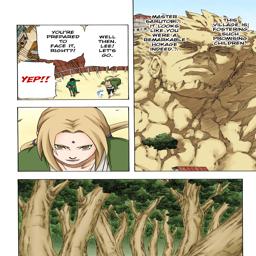 THIS
VILLAGE IS
FOSTERING
SUCH
PROMISING
CHILDREN.
MASTER
SARUTOBI...
IT LOOKS
LIKE YOU
WERE A
REMARKABLE
HOKAGE
INDEED...
WELL
THEN,
LEE!
LET'S
GO.
YOU'RE
PREPARED
TO
FACE IT,
RIGHT?!
YEP!!